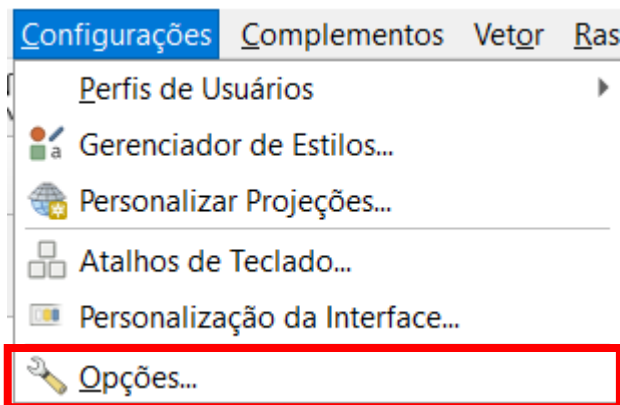 Configurações Complementos Vetor Ras
Perfis de Usuários
Gerenciador de Estilos...
Personalizar Projeções...
Atalhos de Teclado...
Personalização da Interface...
Opções...